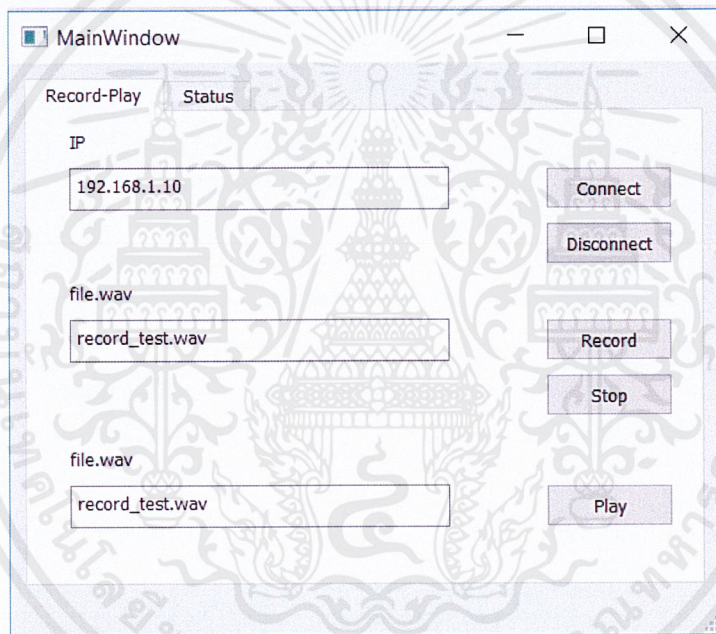 MainWindow
Record-Play
Status
IP
192.168.1.10
Connect
Disconnect
file.wav
record_test.wav
Record
Stop
file.wav
record_test.wav
Play